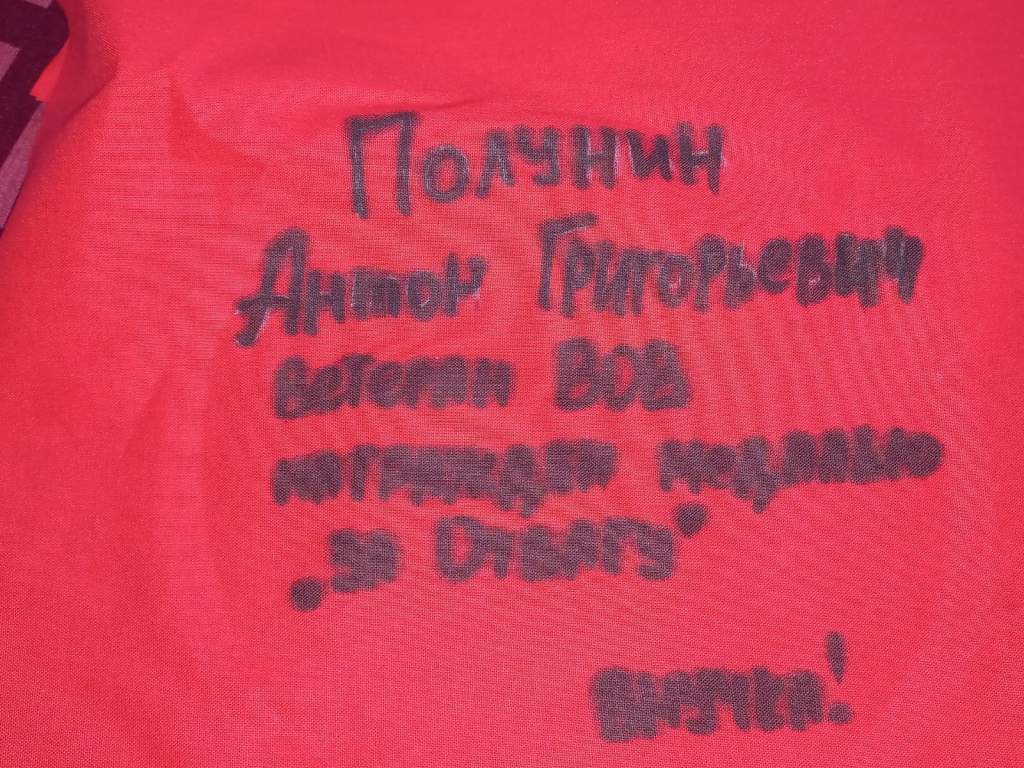 Полунин
Антон Григорьевич
ветеран ВОВ
награжден медалью
"За Отвагу"
внучка!